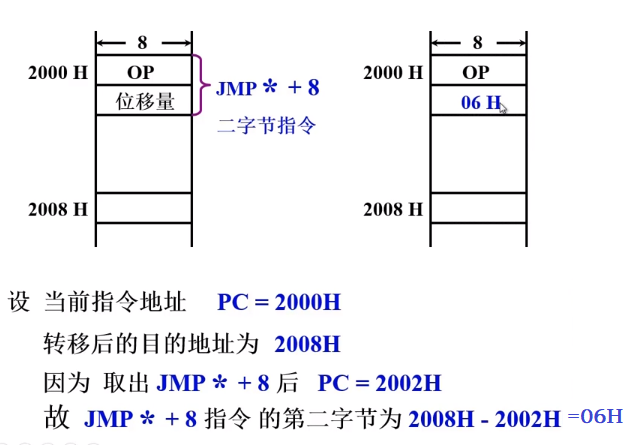 8
2000 H OP
位移量
JMP * + 8
二字节指令
2008 H
8
2000 H OP
06 H
2008 H
设 当前指令地址 PC = 2000H
转移后的目的地址为 2008H
因为 取出 JMP * + 8 后 PC = 2002H
故 JMP * + 8 指令 的第二字节为 2008H - 2002H =06H